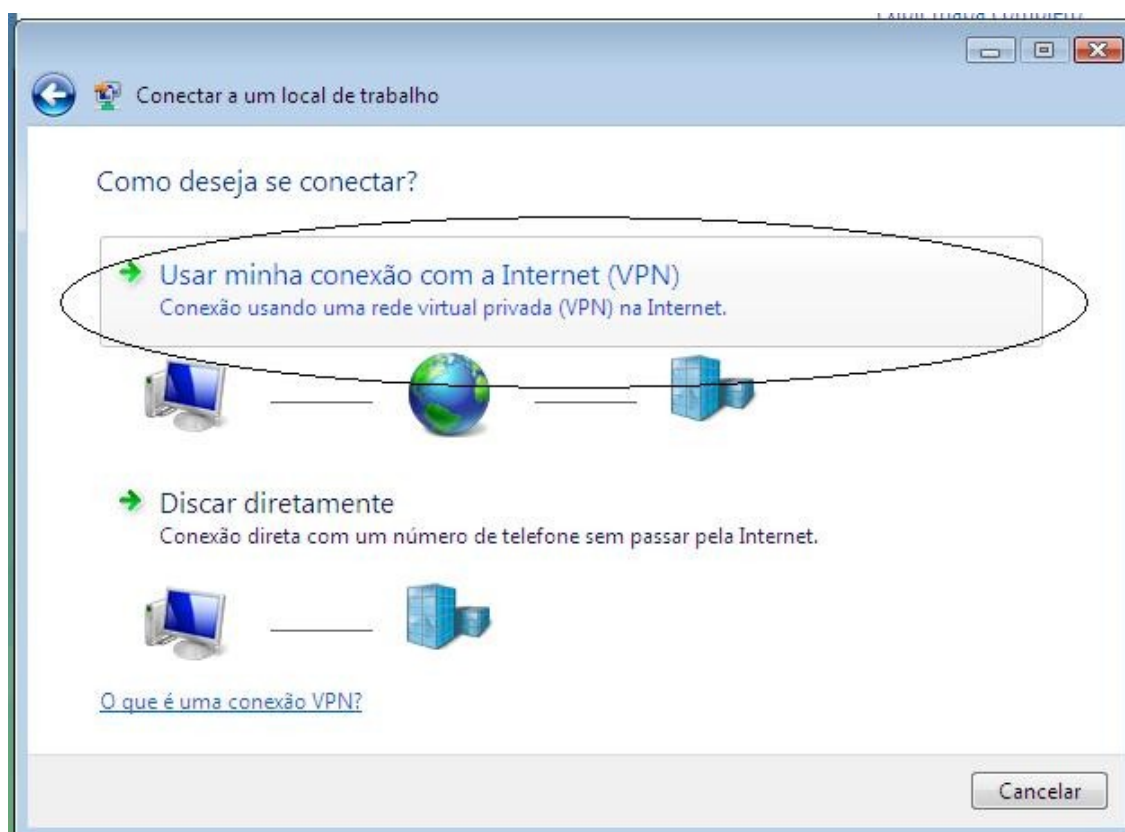 Conectar a um local de trabalho
Como deseja se conectar?
Usar minha conexão com a Internet (VPN)
Conexão usando uma rede virtual privada (VPN) na Internet.
Discar diretamente
Conexão direta com um número de telefone sem passar pela Internet.
O que é uma conexão VPN?
Cancelar